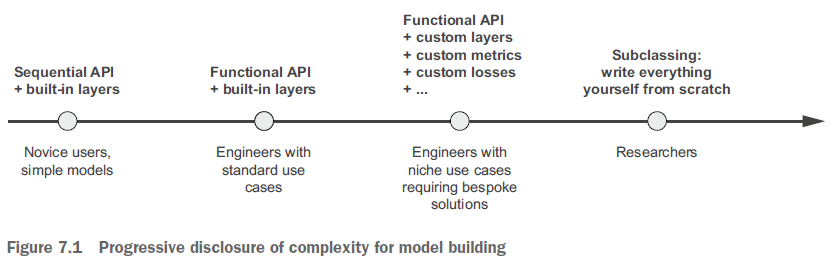 Sequential API
+ built-in layers
Functional API
+ built-in layers
Functional API
+ custom layers
+ custom metrics
+ custom losses
+ ...
Subclassing:
write everything
yourself from scratch
Novice users,
simple models
Engineers with
standard use
cases
Engineers with
niche use cases
requiring bespoke
solutions
Researchers
Figure 7.1 Progressive disclosure of complexity for model building